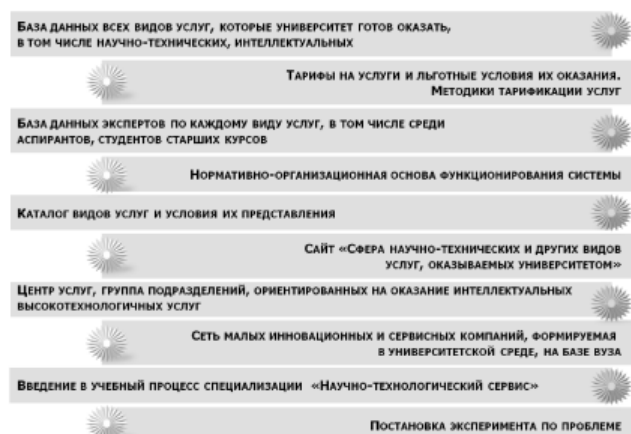 База данных всех видов услуг, которые университет готов оказать,
в том числе научно-технических, интеллектуальных
Тарифы на услуги и льготные условия их оказания.
Методики тарификации услуг
База данных экспертов по каждому виду услуг, в том числе среди
аспирантов, студентов старших курсов
Нормативно-организационная основа функционирования системы
Каталог видов услуг и условия их представления
Сайт «Сфера научно-технических и других видов
услуг, оказываемых университетом»
Центр услуг, группа подразделений, ориентированных на оказание интеллектуальных
высокотехнологичных услуг
Сеть малых инновационных и сервисных компаний, формируемая
в университетской среде, на базе вуза
Введение в учебный процесс специализации «Научно-технологический сервис»
Постановка эксперимента по проблеме